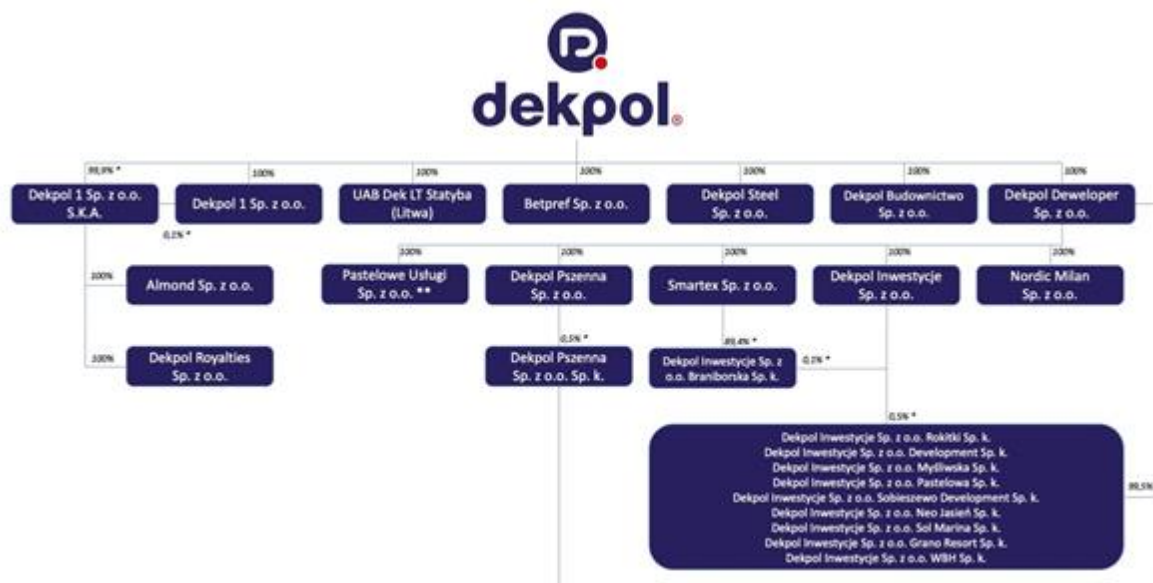 dekpol®
99,9% *
100%
100%
100%
100%
100%
100%
Dekpol 1 Sp. z o.o.
S.K.A.
Dekpol 1 Sp. z o.o.
UAB Dek LT Statyba
(Litwa)
Betpref Sp. z o.o.
Dekpol Steel
Sp. z o.o.
Dekpol Budownictwo
Sp. z o.o.
Dekpol Deweloper
Sp. z o.o.
0,1% *
100%
100%
100%
100%
100%
100%
Almond Sp. z o.o.
Pastelowe Usługi
Sp. z o.o. **
Dekpol Pszenna
Sp. z o.o.
Smartex Sp. z o.o.
Dekpol Inwestycje
Sp. z o.o.
Nordic Milan
Sp. z o.o.
100%
Dekpol Royalties
Sp. z o.o.
0,5% *
Dekpol Pszenna
Sp. z o.o. Sp. k.
89,4% *
Dekpol Inwestycje Sp. z
o.o. Braniborska Sp. k.
0,1% *
0,5% *
Dekpol Inwestycje Sp. z o.o. Rokitki Sp. k.
Dekpol Inwestycje Sp. z o.o. Development Sp. k.
Dekpol Inwestycje Sp. z o.o. Myśliwska Sp. k.
Dekpol Inwestycje Sp. z o.o. Pastelowa Sp. k.
Dekpol Inwestycje Sp. z o.o. Sobieszewo Development Sp. k.
Dekpol Inwestycje Sp. z o.o. Neo Jasień Sp. k.
Dekpol Inwestycje Sp. z o.o. Sol Marina Sp. k.
Dekpol Inwestycje Sp. z o.o. Grano Resort Sp. k.
Dekpol Inwestycje Sp. z o.o. WBH Sp. k.
99,5%